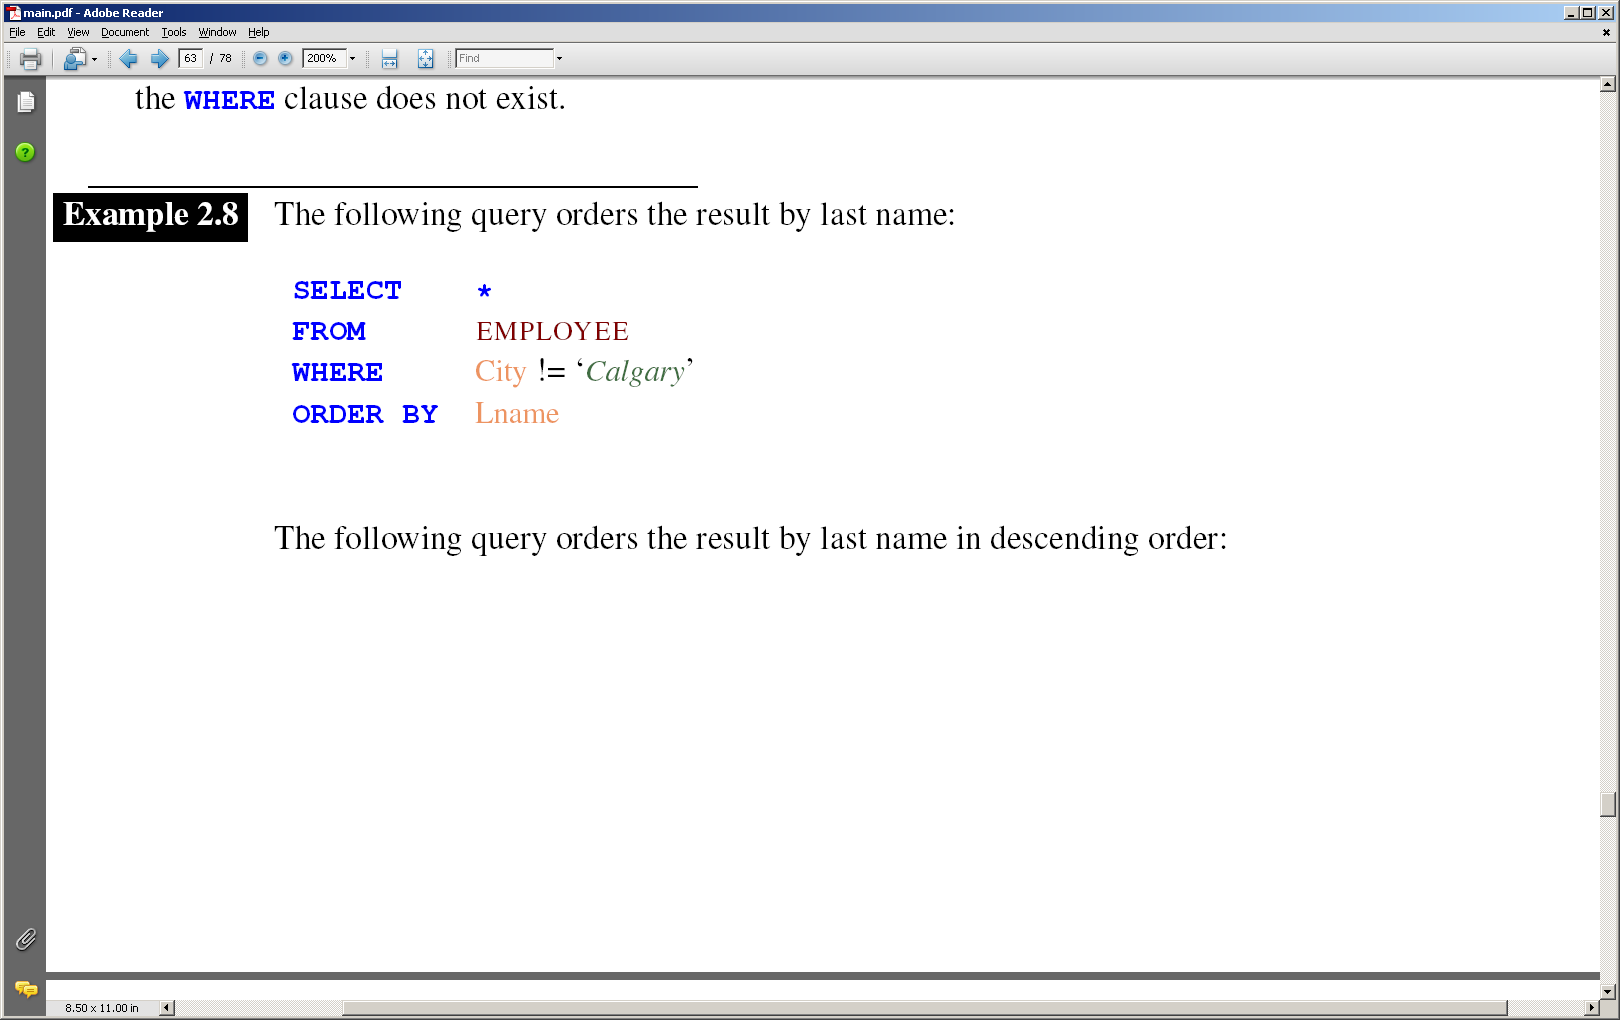 main.pdf - Adobe Reader
File Edit View Document Tools Window Help
63 / 78 200% Find
the WHERE clause does not exist.
Example 2.8 The following query orders the result by last name:
SELECT *
FROM EMPLOYEE
WHERE City != ‘Calgary’
ORDER BY Lname
The following query orders the result by last name in descending order:
8.50 x 11.00 in